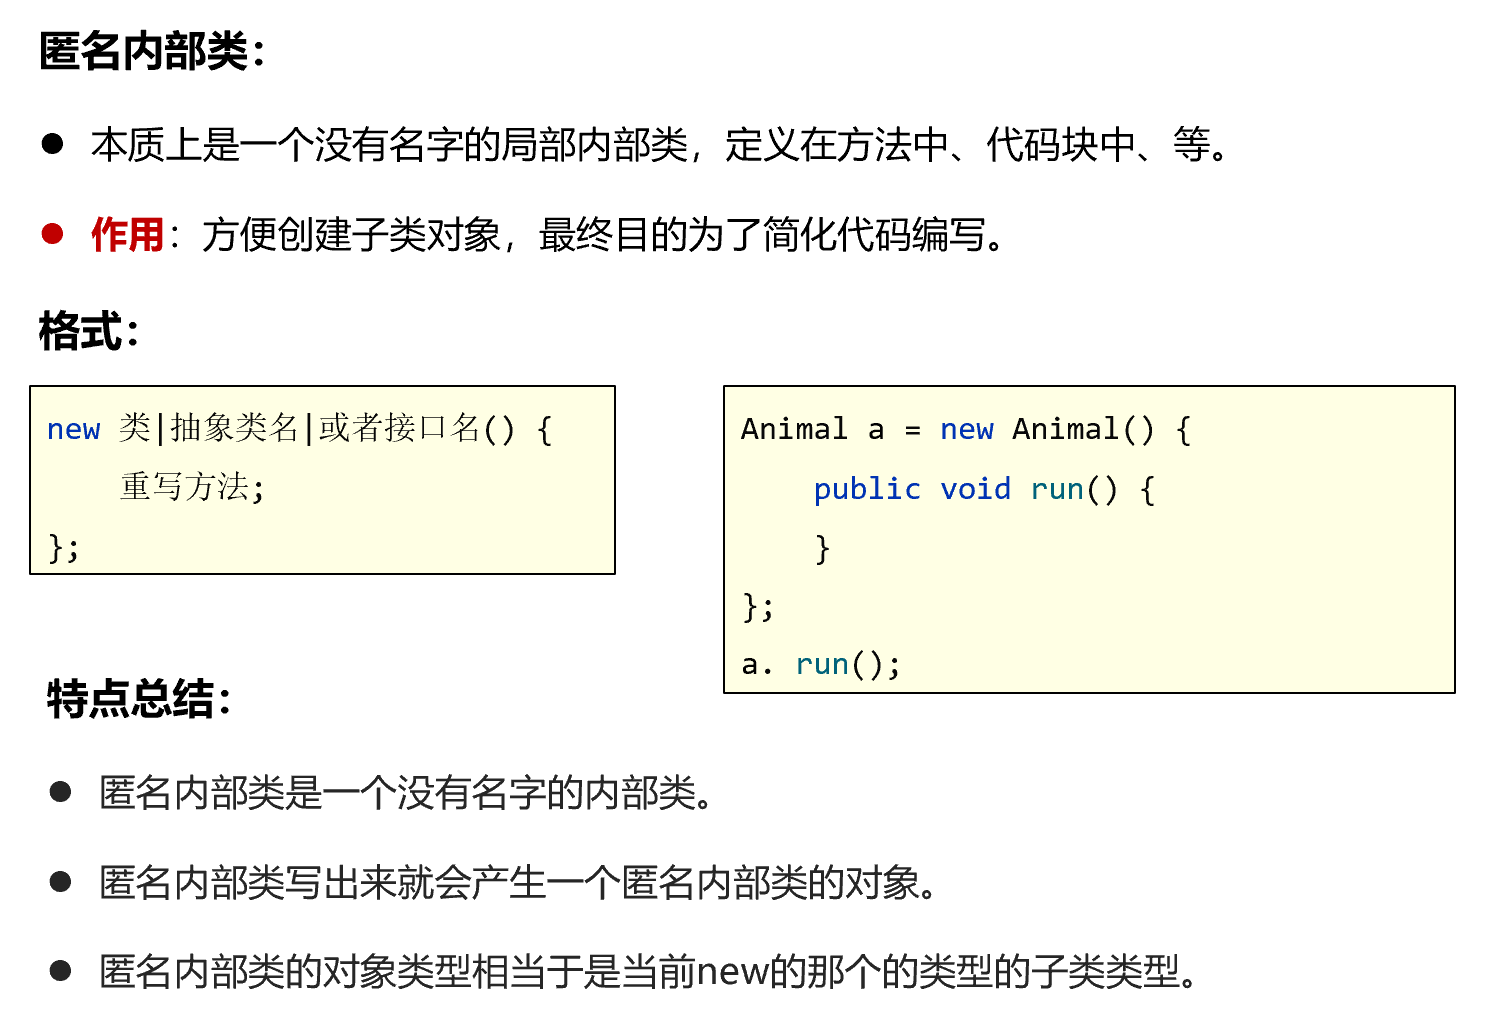 匿名内部类：
● 本质上是一个没有名字的局部内部类，定义在方法中、代码块中、等。
● 作用：方便创建子类对象，最终目的为了简化代码编写。
格式：
new 类|抽象类名|或者接口名() {
    重写方法;
};
Animal a = new Animal() {
    public void run() {
    }
};
a. run();
特点总结：
● 匿名内部类是一个没有名字的内部类。
● 匿名内部类写出来就会产生一个匿名内部类的对象。
● 匿名内部类的对象类型相当于是当前new的那个的类型的子类类型。